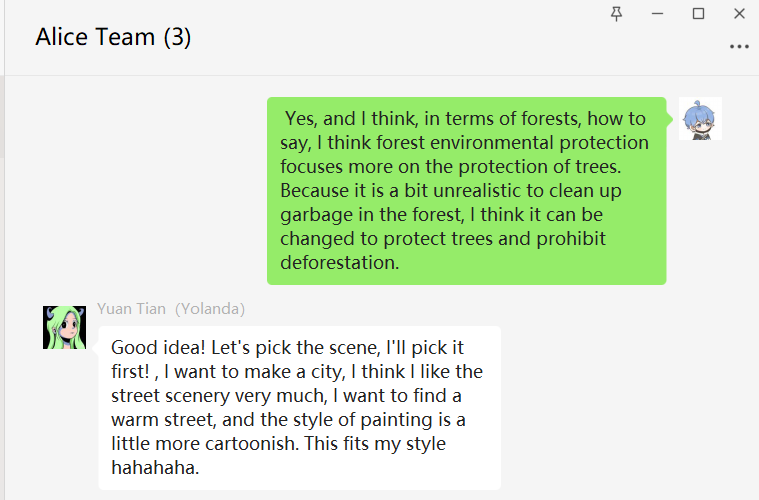 Alice Team (3)
Yes, and I think, in terms of forests, how to
say, I think forest environmental protection
focuses more on the protection of trees.
Because it is a bit unrealistic to clean up
garbage in the forest, I think it can be
changed to protect trees and prohibit
deforestation.
Yuan Tian  (Yolanda)
Good idea! Let's pick the scene, I'll pick it
first! , I want to make a city, I think I like the
street scenery very much, I want to find a
warm street, and the style of painting is a
little more cartoonish. This fits my style
hahahaha.